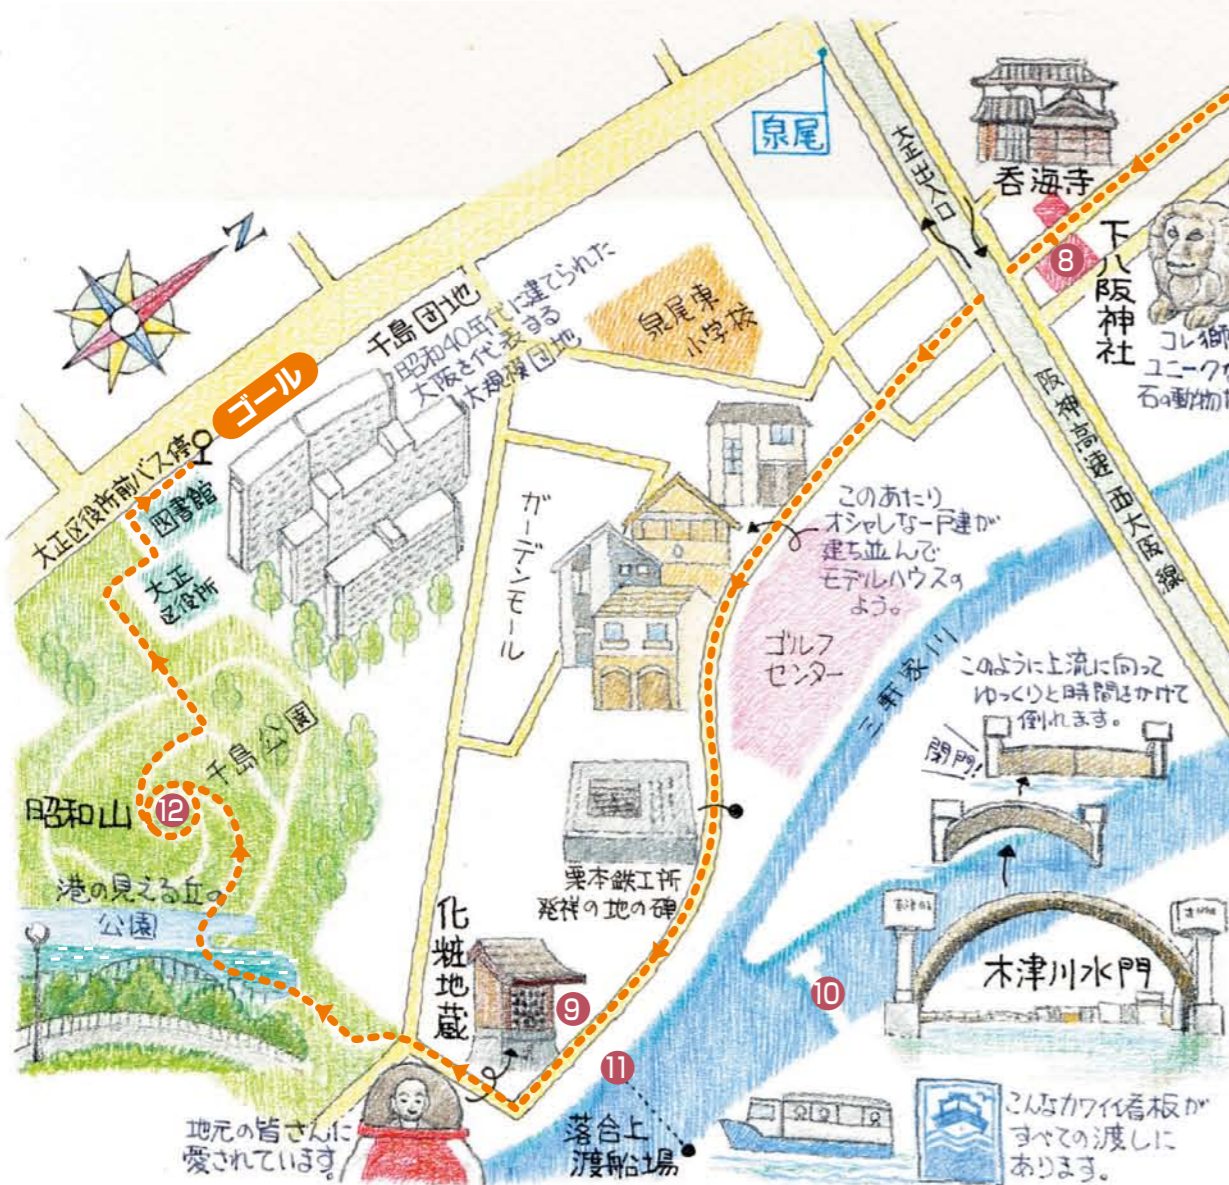 泉尾
大正出入口
呑海寺
8
下八阪神社
コレ獅
ユニークな
石の動物
阪神高速西大阪線
N
千島団地
昭和40年代に建てられた
大阪を代表する
大規模団地
泉尾東
小学校
ゴール
大正区役所前バス停
図書館
大正
区役所
ガーデンモール
このあたり
オシャレな一戸建が
建ち並んで
モデルハウスの
よう。
ゴルフ
センター
三軒家川
このように上流に向って
ゆっくりと時間をかけて
倒れます。
閉門!
千島公園
昭和山
12
港の見える丘の
公園
栗本鉄工所
発祥の地の碑
化粧地蔵
9
10
木津川水門
11
落合上
渡船場
地元の皆さんに
愛されています。
こんなカワイイ看板が
すべての渡しに
あります。